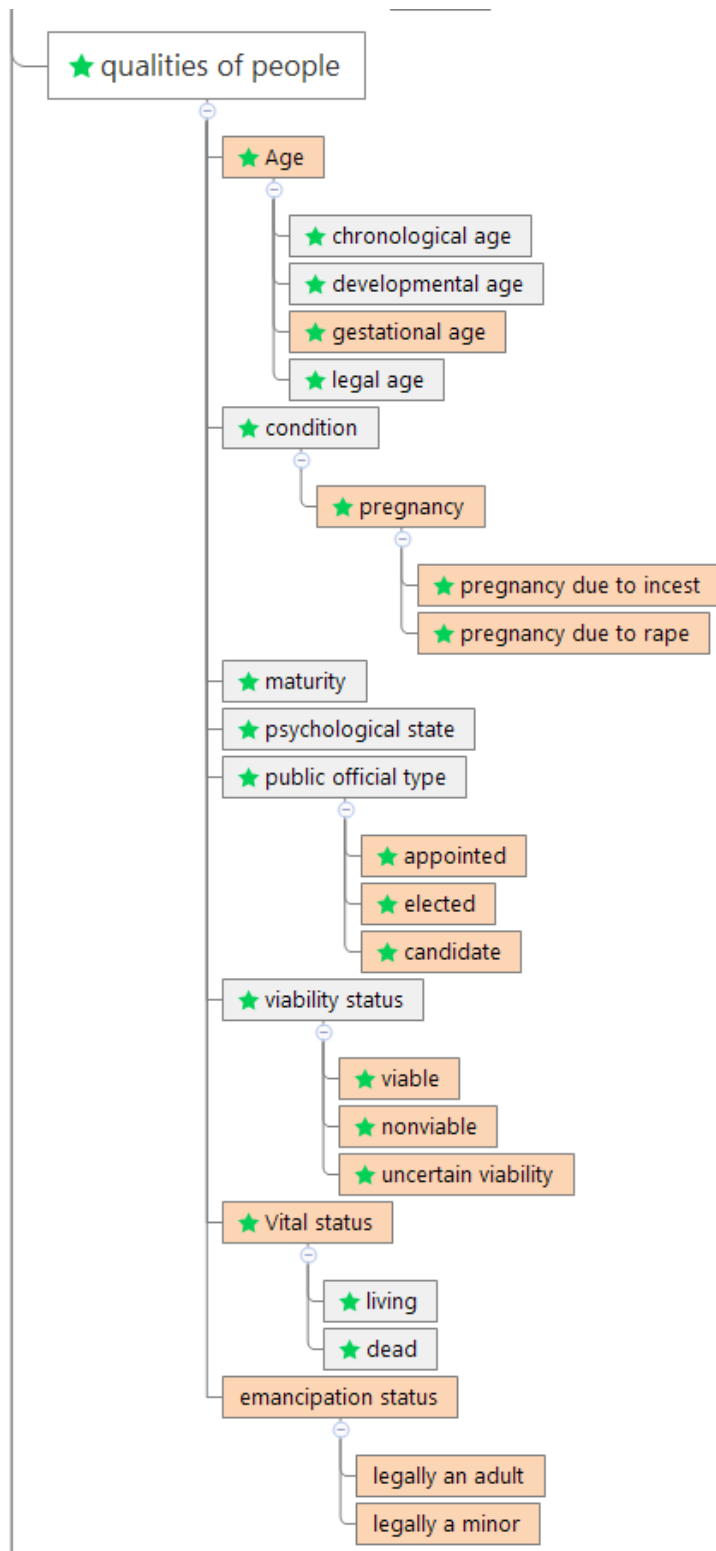 qualities of people
Age
chronological age
developmental age
gestational age
legal age
condition
pregnancy
pregnancy due to incest
pregnancy due to rape
maturity
psychological state
public official type
appointed
elected
candidate
viability status
viable
nonviable
uncertain viability
Vital status
living
dead
emancipation status
legally an adult
legally a minor